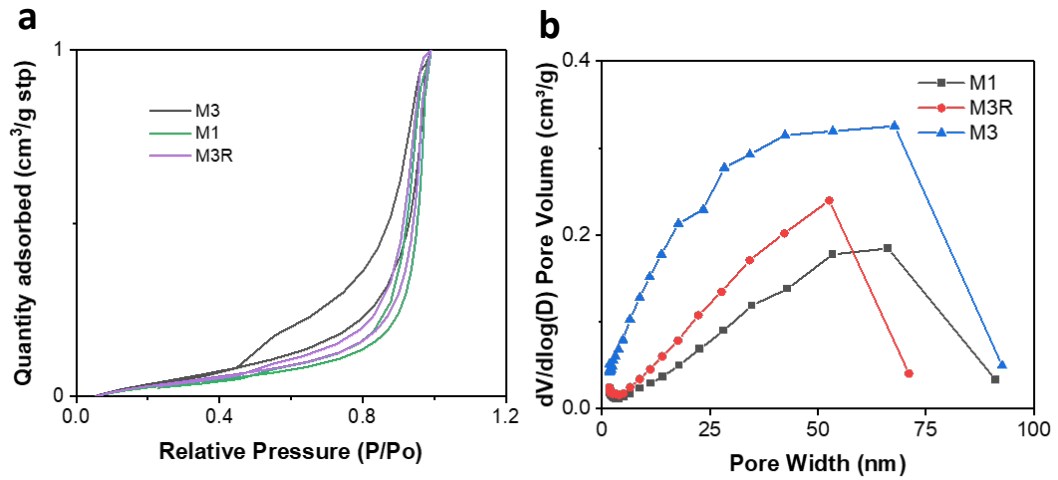 a
Quantity adsorbed (cm³/g stp)
1
0
M3
M1
M3R
0.0 0.4 0.8 1.2
Relative Pressure (P/Po)
b
dV/dlog(D) Pore Volume (cm³/g)
0.4
0.2
0.0
M1
M3R
M3
0 25 50 75 100
Pore Width (nm)